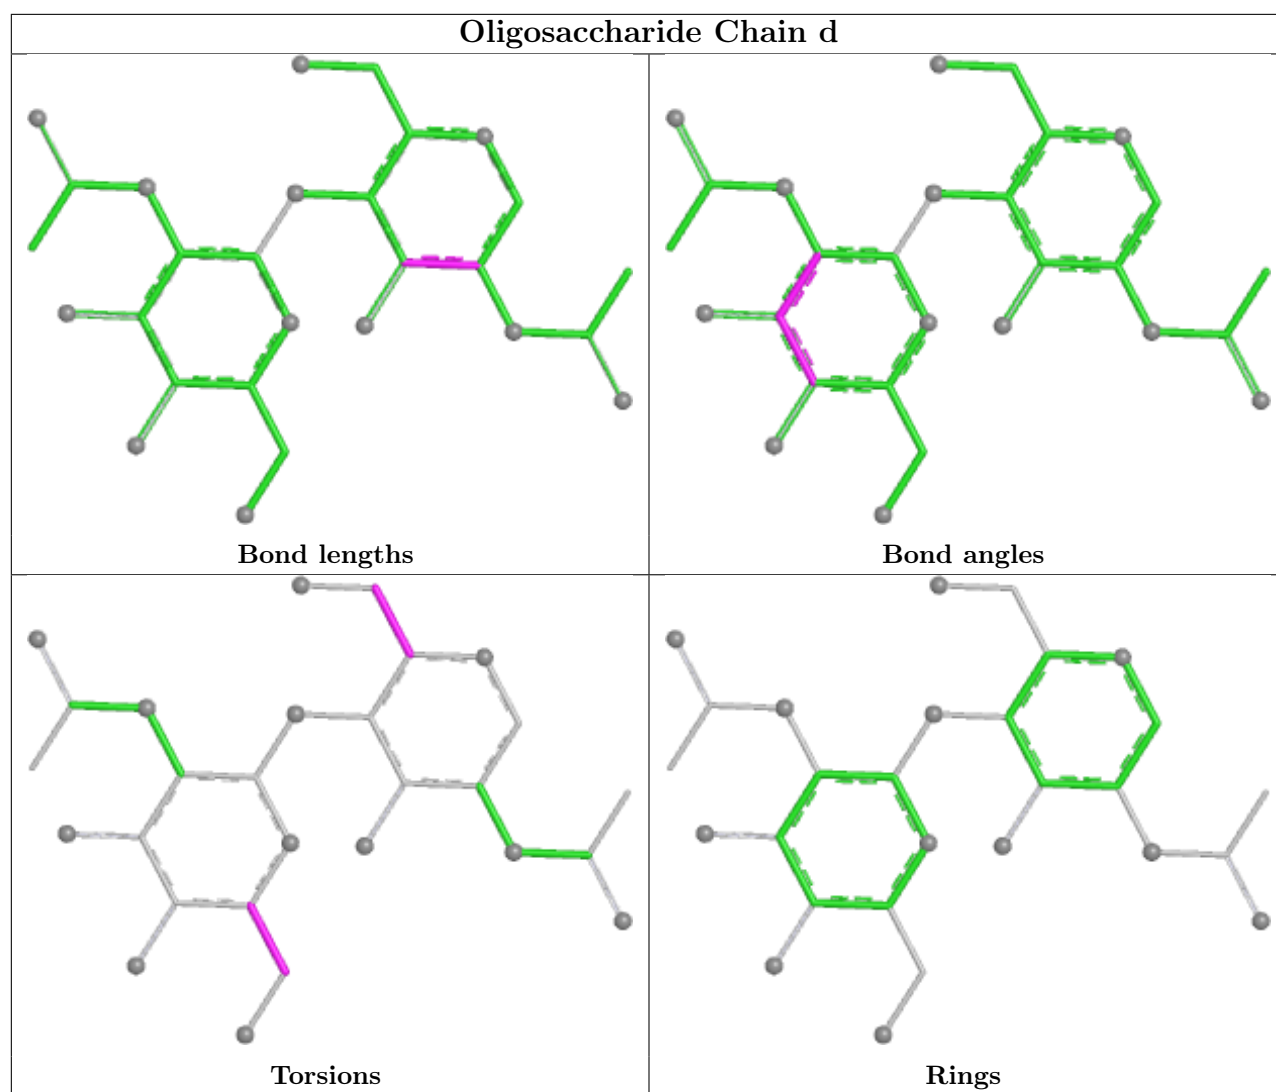 Oligosaccharide Chain d
Bond lengths
Bond angles
Torsions
Rings